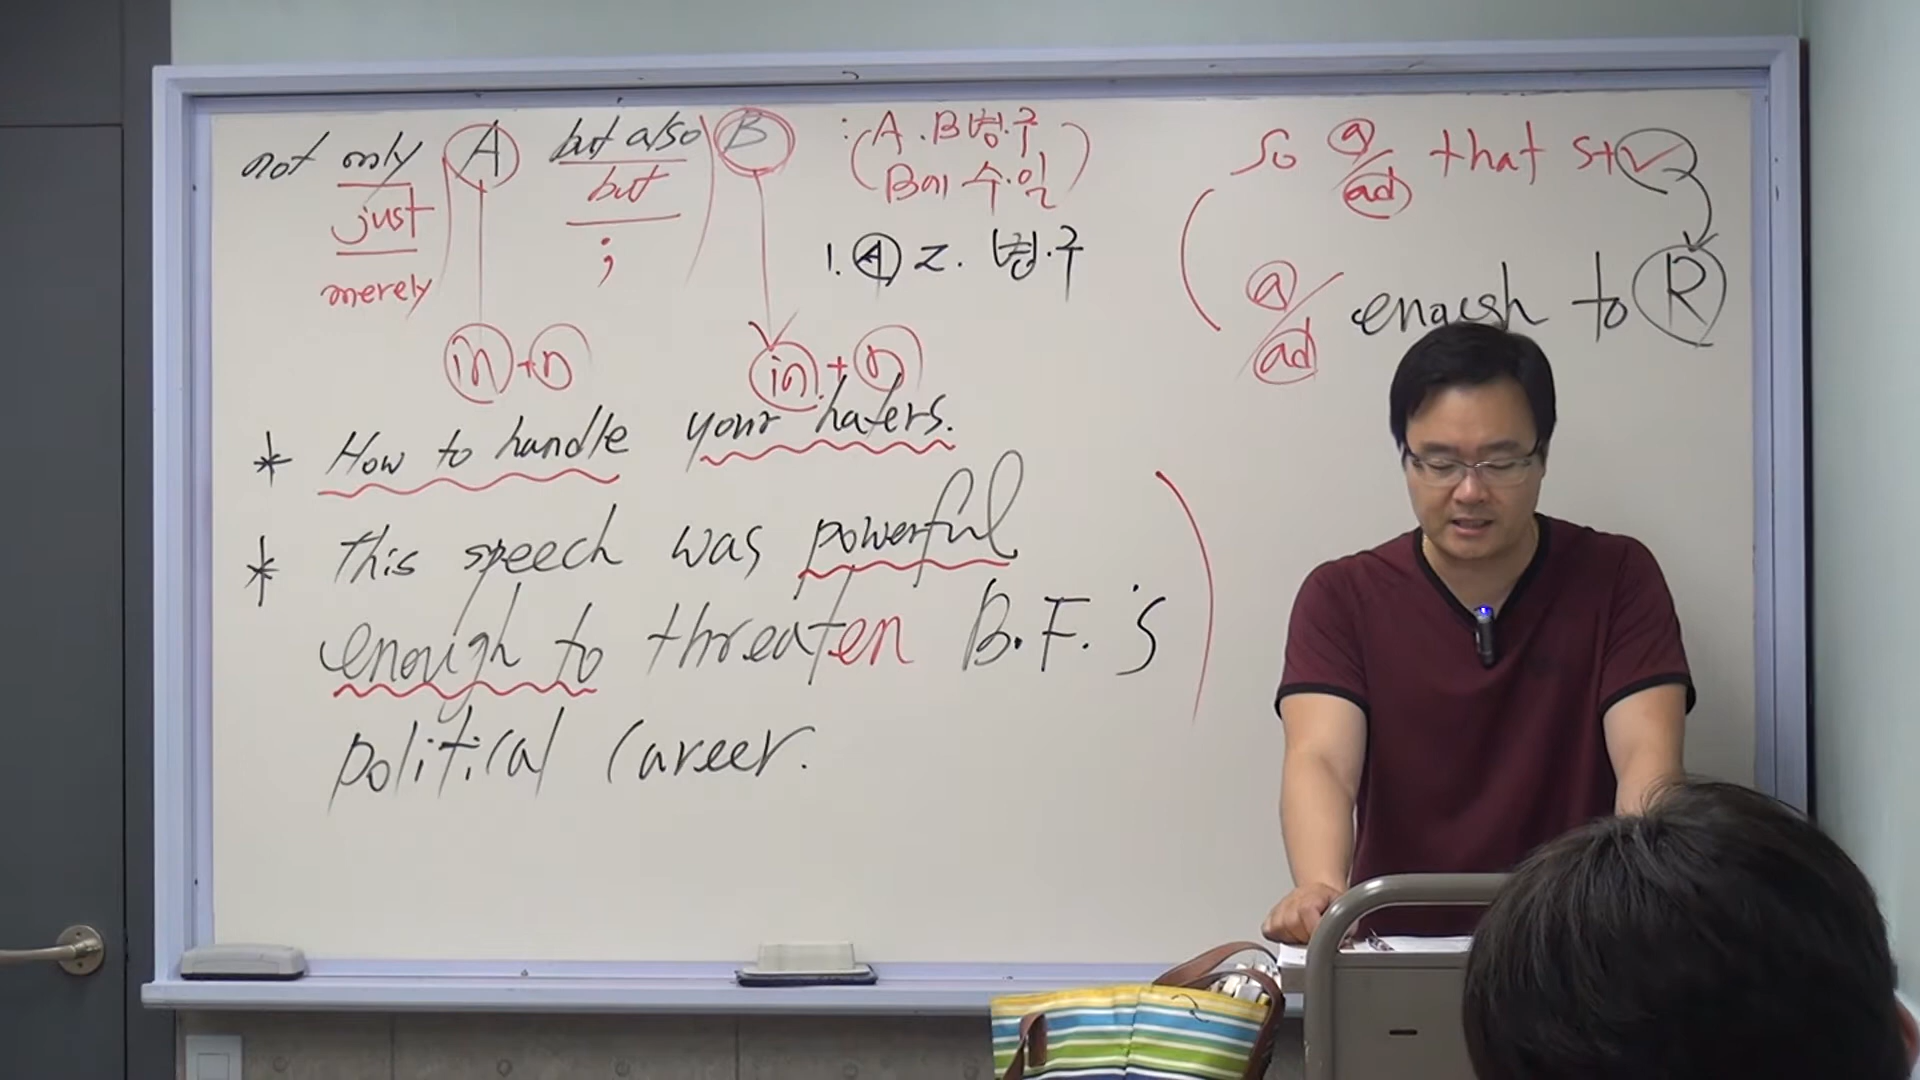 not only A but also B : (A.B병.구
just but B에 수.일)
merely ; 1. A 2. 병.구
in + n in + n
* How to handle your haters.
* this speech was powerful
enough to threaten B.F.'s
political career.
so a/ad that S+V
a/ad enough to R